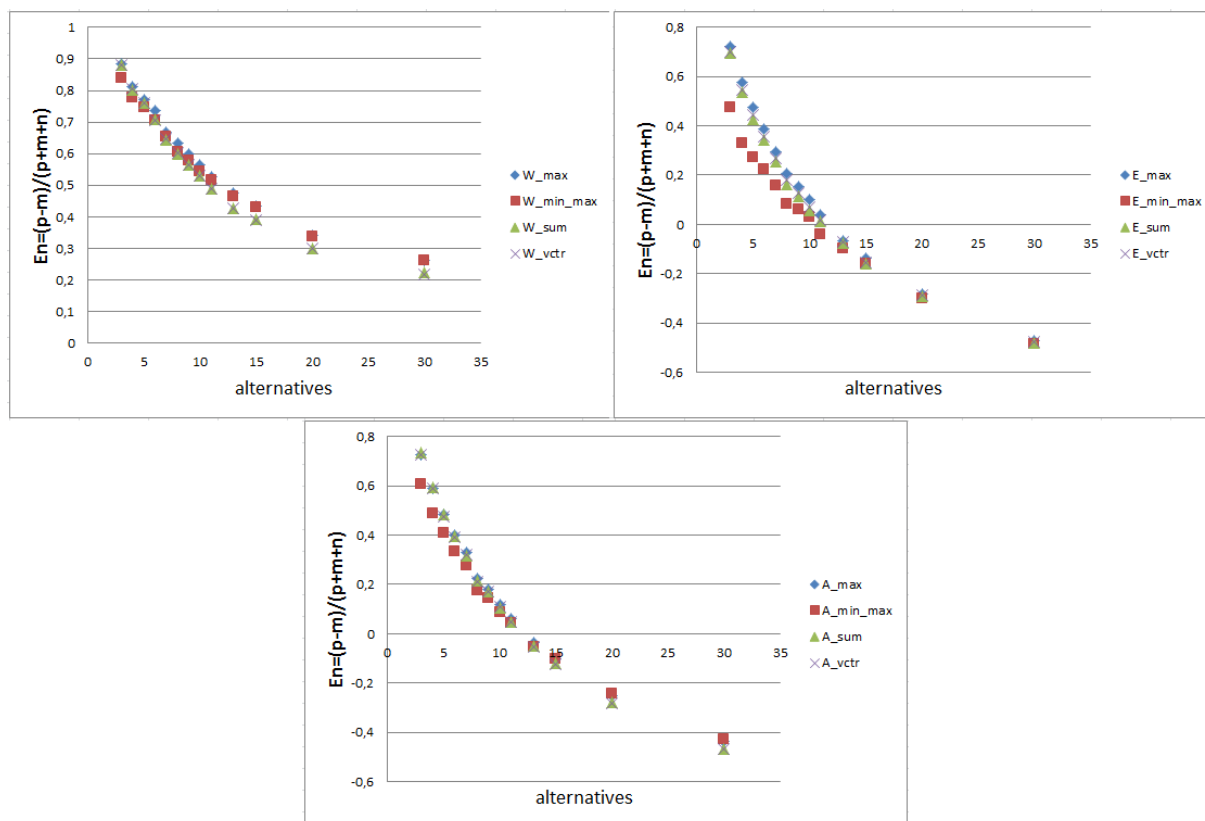 En=(p-m)/(p+m+n)
1
0,9
0,8
0,7
0,6
0,5
0,4
0,3
0,2
0,1
0
0 5 10 15 20 25 30 35
alternatives
W_max
W_min_max
W_sum
W_vctr
En=(p-m)/(p+m+n)
0,8
0,6
0,4
0,2
0
-0,2
-0,4
-0,6
0 5 10 15 20 25 30 35
alternatives
E_max
E_min_max
E_sum
E_vctr
En=(p-m)/(p+m+n)
0,8
0,6
0,4
0,2
0
-0,2
-0,4
-0,6
0 5 10 15 20 25 30 35
alternatives
A_max
A_min_max
A_sum
A_vctr